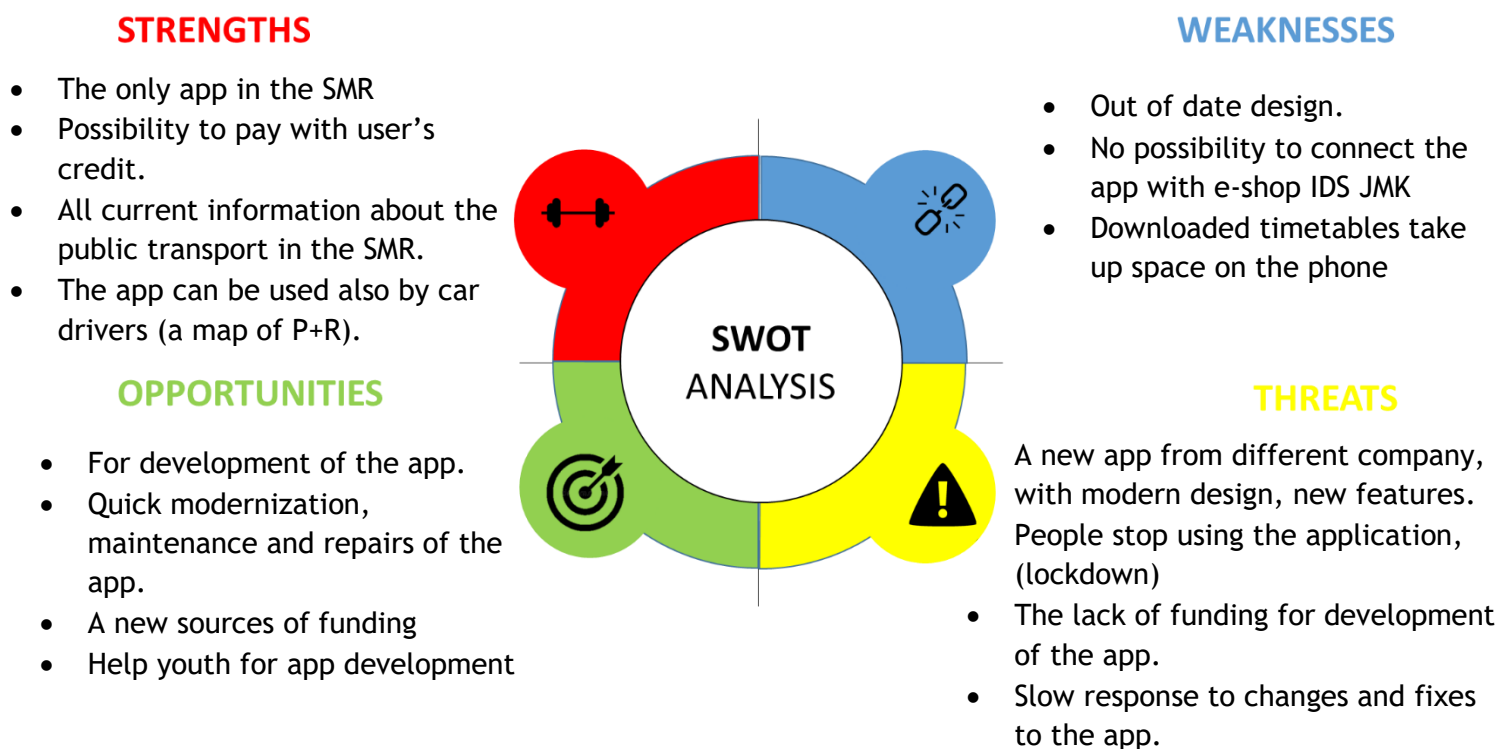 STRENGTHS
• The only app in the SMR
• Possibility to pay with user's
credit.
• All current information about the
public transport in the SMR.
• The app can be used also by car
drivers (a map of P+R).
WEAKNESSES
• Out of date design.
• No possibility to connect the
app with e-shop IDS JMK
• Downloaded timetables take
up space on the phone
SWOT
ANALYSIS
OPPORTUNITIES
• For development of the app.
• Quick modernization,
maintenance and repairs of the
app.
• A new sources of funding
• Help youth for app development
THREATS
A new app from different company,
with modern design, new features.
People stop using the application,
(lockdown)
• The lack of funding for development
of the app.
• Slow response to changes and fixes
to the app.